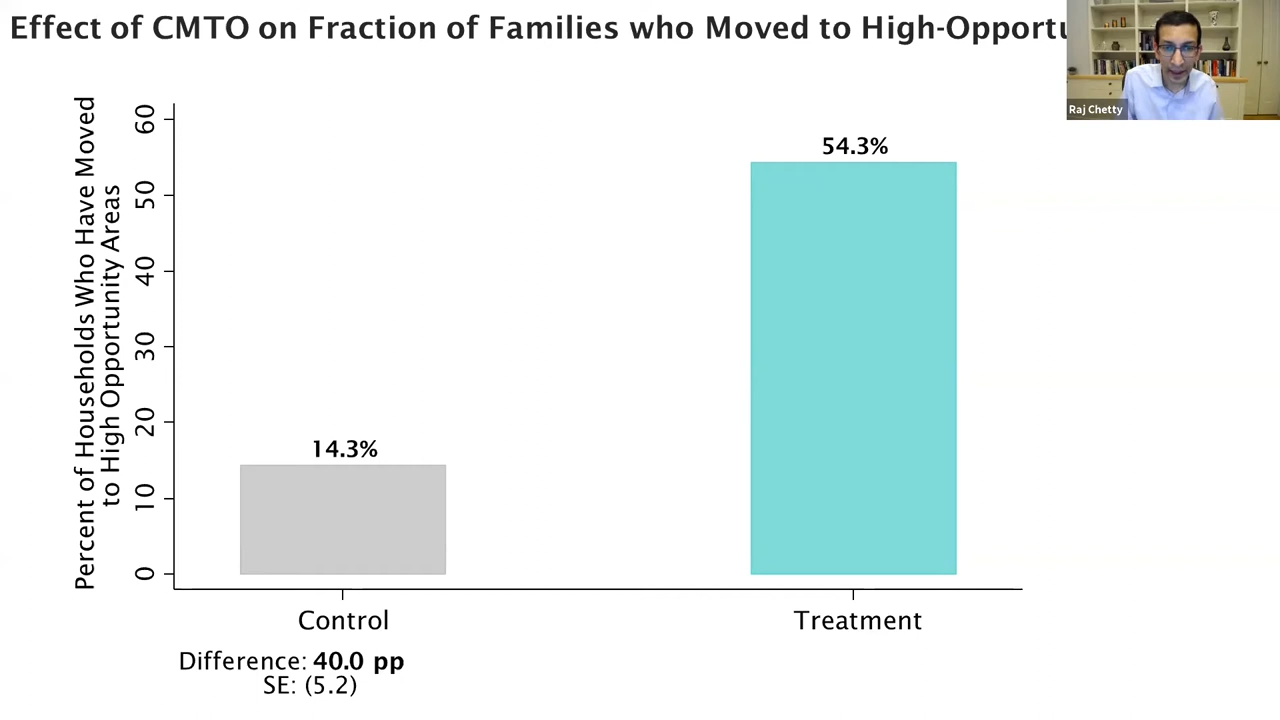 Effect of CMTO on Fraction of Families who Moved to High-Opportu
Raj Chetty
Percent of Households Who Have Moved
to High Opportunity Areas
60
50
40
30
20
10
0
14.3%
54.3%
Control
Treatment
Difference: 40.0 pp
SE: (5.2)